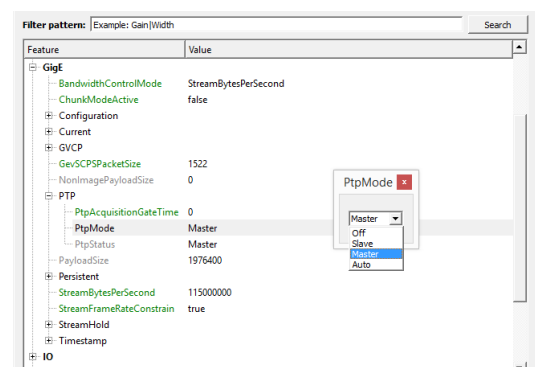 Filter pattern: Example: Gain|Width Search
Feature Value
GigE
BandwidthControlMode StreamBytesPerSecond
ChunkModeActive false
Configuration
Current
GVCP
GevSCPSPacketSize 1522
NonImagePayloadSize 0
PtpMode x
PTP
PtpAcquisitionGateTime 0
Master
PtpMode Master
Off
PtpStatus Master
Slave
Master
PayloadSize 1976400
Auto
Persistent
StreamBytesPerSecond 115000000
StreamFrameRateConstrain true
StreamHold
Timestamp
IO